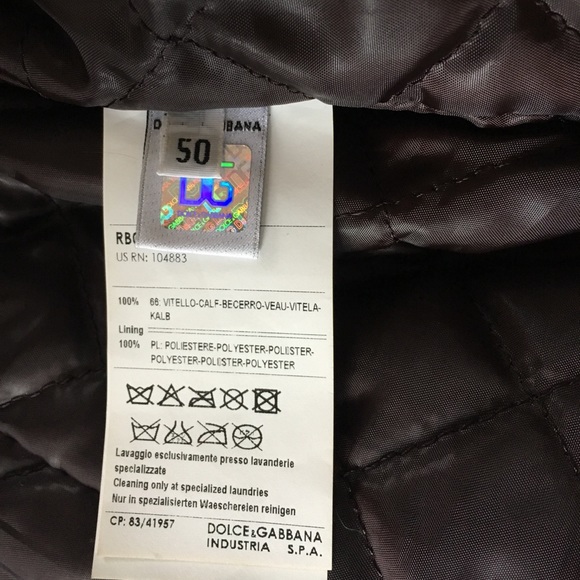 BANA
50
DG
US RN: 104883
100% 66: VITELLO-CALF-BECERRO-VEAU-VITELA-
KALB
Lining
100% PL: POLIESTERE-POLYESTER-POLIESTER-
POLYESTER-POLIESTER-POLYESTER
Lavaggio esclusivamente presso lavanderie
specializzate
Cleaning only at specialized laundries
Nur in spezialisierten Waeschereien reinigen
CP: 83/41957
DOLCE&GABBANA
INDUSTRIA S.P.A.